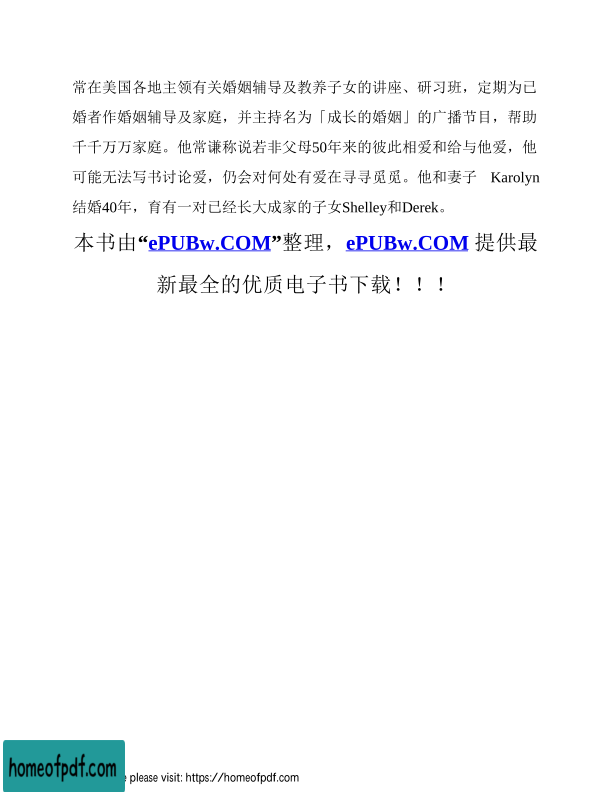 常在美国各地主领有关婚姻辅导及教养子女的讲座、研习班，定期为已
婚者作婚姻辅导及家庭，并主持名为「成长的婚姻」的广播节目，帮助
千千万万家庭。他常谦称说若非父母50年来的彼此相爱和给与他爱，他
可能无法写书讨论爱，仍会对何处有爱在寻寻觅觅。他和妻子 Karolyn
结婚40年，育有一对已经长大成家的子女Shelley和Derek。
本书由“ePUBw.COM”整理，ePUBw.COM 提供最
新最全的优质电子书下载！！！
homeofpdf.com
e please visit: https://homeofpdf.com